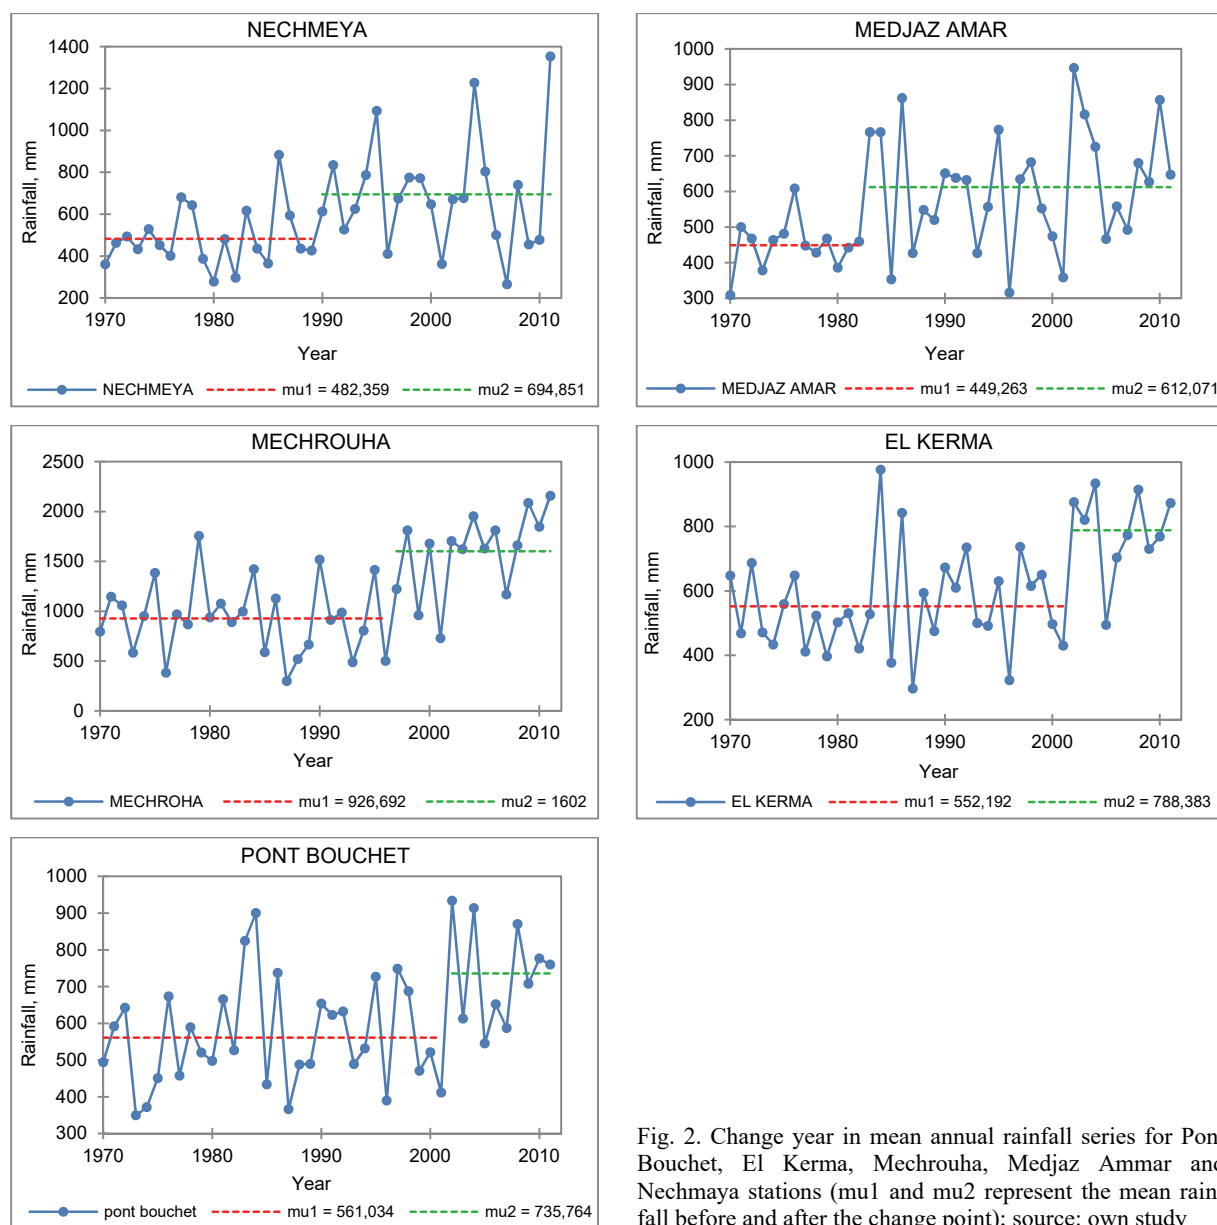 NECHMEYA
1400
1200
1000
800
600
400
200
Rainfall, mm
1970 1980 1990 2000 2010
Year
NECHMEYA mu1 = 482,359 mu2 = 694,851
MEDJAZ AMAR
1000
900
800
700
600
500
400
300
Rainfall, mm
1970 1980 1990 2000 2010
Year
MEDJAZ AMAR mu1 = 449,263 mu2 = 612,071
MECHROUHA
2500
2000
1500
1000
500
0
Rainfall, mm
1970 1980 1990 2000 2010
Year
MECHROHA mu1 = 926,692 mu2 = 1602
EL KERMA
1000
800
600
400
200
Rainfall, mm
1970 1980 1990 2000 2010
Year
EL KERMA mu1 = 552,192 mu2 = 788,383
PONT BOUCHET
1000
900
800
700
600
500
400
300
Rainfall, mm
1970 1980 1990 2000 2010
Year
pont bouchet mu1 = 561,034 mu2 = 735,764
Fig. 2. Change year in mean annual rainfall series for Pon
Bouchet, El Kerma, Mechrouha, Medjaz Ammar and
Nechmaya stations (mu1 and mu2 represent the mean rain
fall before and after the change point); source: own study